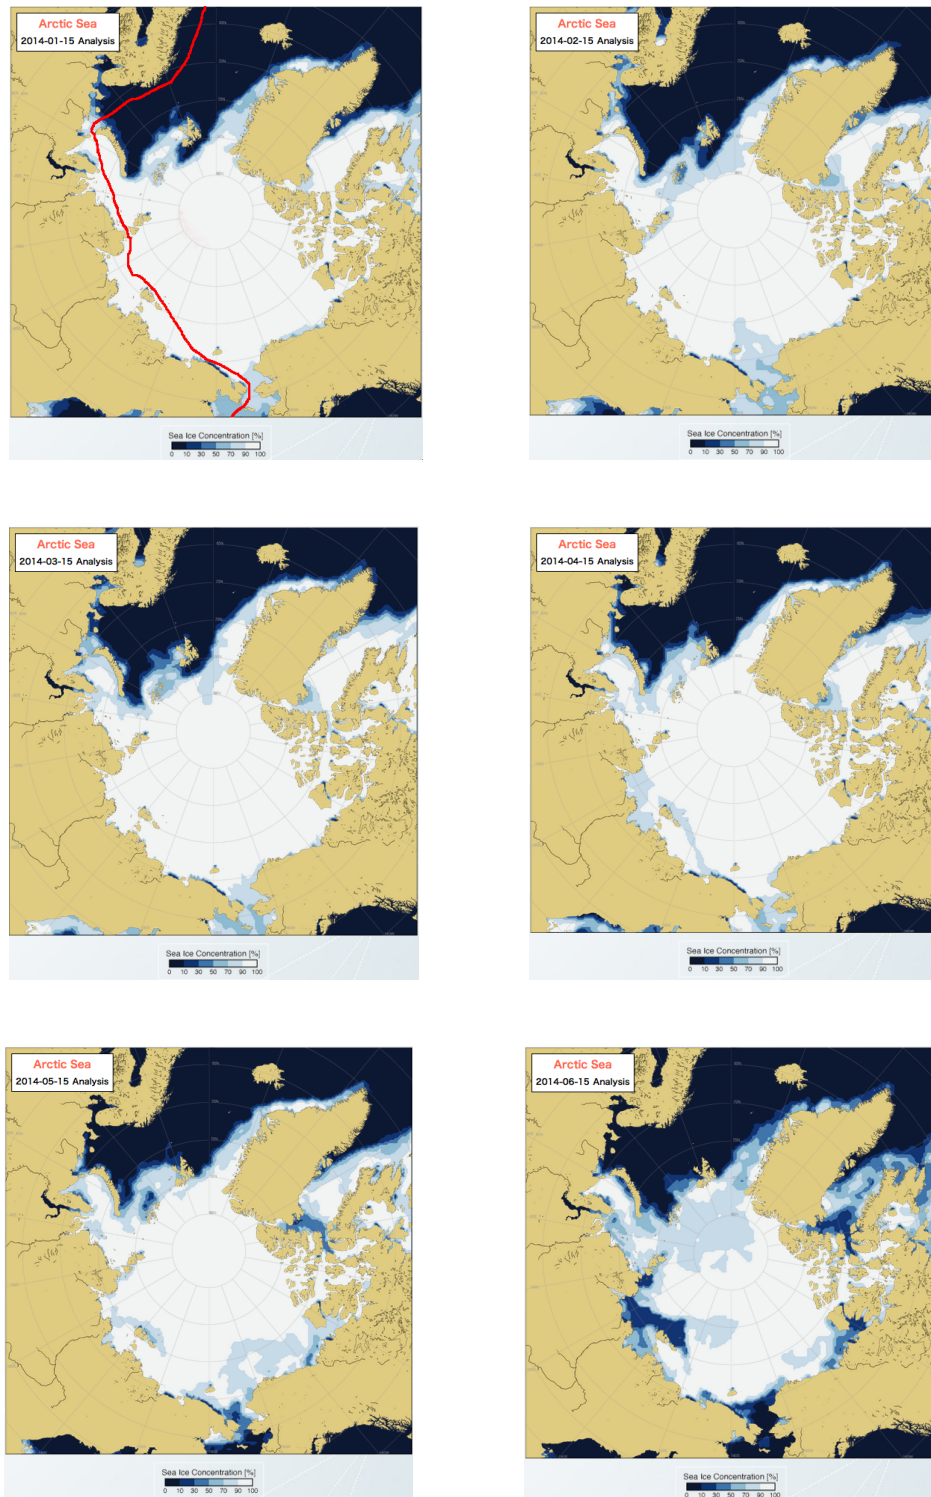 Arctic Sea
2014-01-15 Analysis
Sea Ice Concentration [%]
0 10 30 50 70 90 100
Arctic Sea
2014-02-15 Analysis
Sea Ice Concentration [%]
0 10 30 50 70 90 100
Arctic Sea
2014-03-15 Analysis
Sea Ice Concentration [%]
0 10 30 50 70 90 100
Arctic Sea
2014-04-15 Analysis
Sea Ice Concentration [%]
0 10 30 50 70 90 100
Arctic Sea
2014-05-15 Analysis
Sea Ice Concentration [%]
0 10 30 50 70 90 100
Arctic Sea
2014-06-15 Analysis
Sea Ice Concentration [%]
0 10 30 50 70 90 100